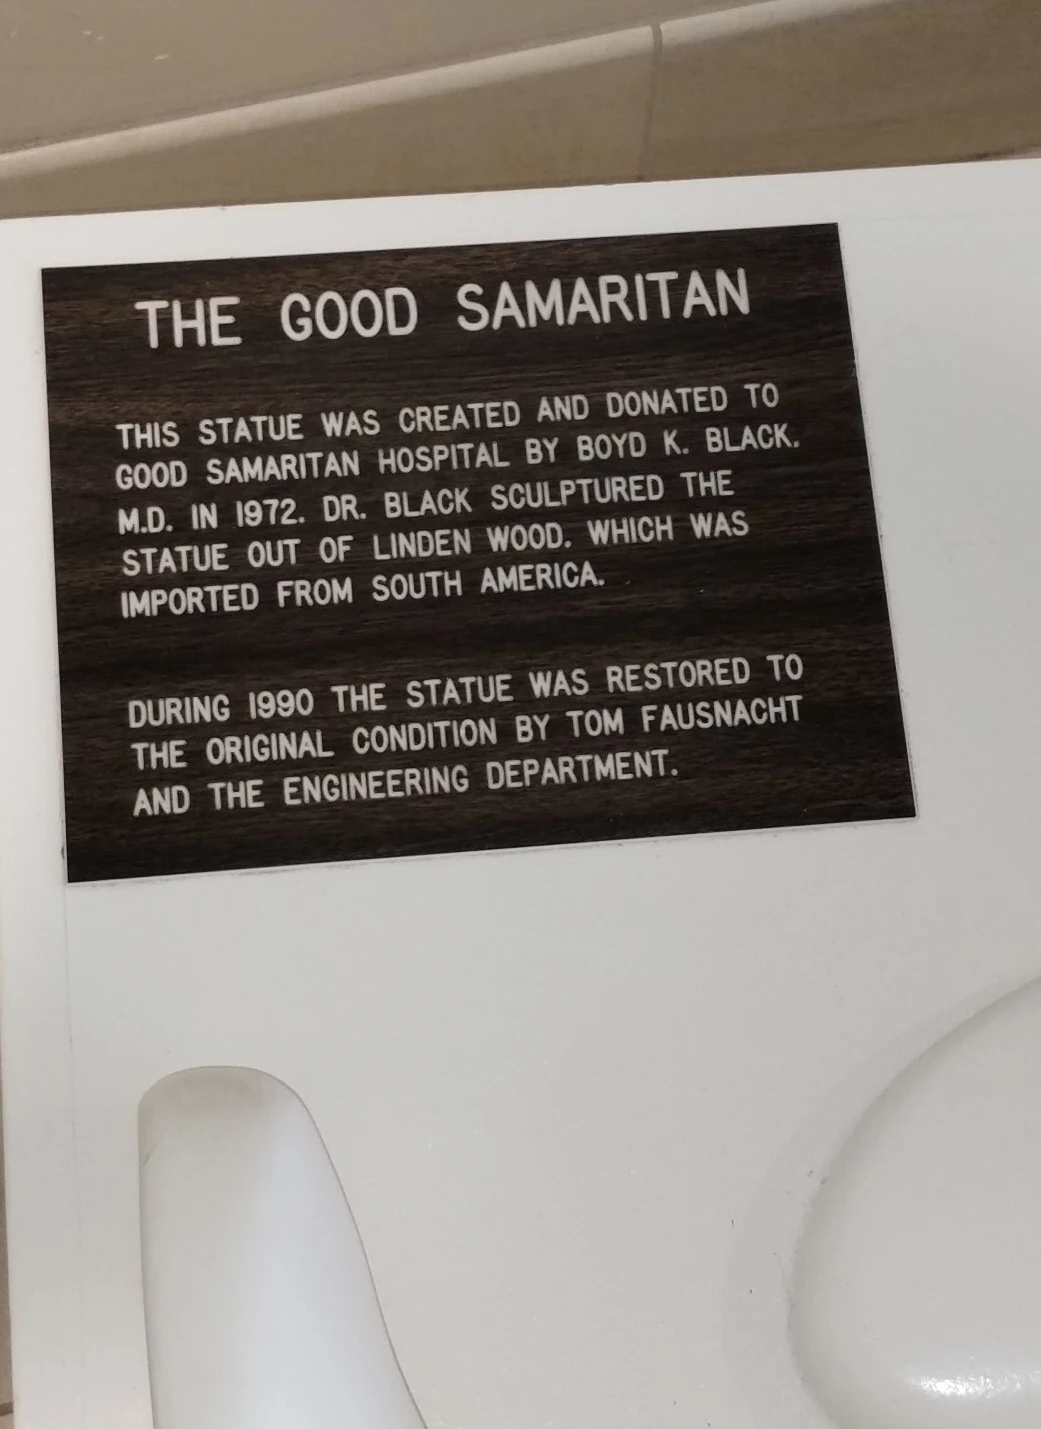 THE GOOD SAMARITAN
THIS STATUE WAS CREATED AND DONATED TO
GOOD SAMARITAN HOSPITAL BY BOYD K. BLACK.
M.D. IN 1972. DR. BLACK SCULPTURED THE
STATUE OUT OF LINDEN WOOD. WHICH WAS
IMPORTED FROM SOUTH AMERICA.
DURING 1990 THE STATUE WAS RESTORED TO
THE ORIGINAL CONDITION BY TOM FAUSNACHT
AND THE ENGINEERING DEPARTMENT.